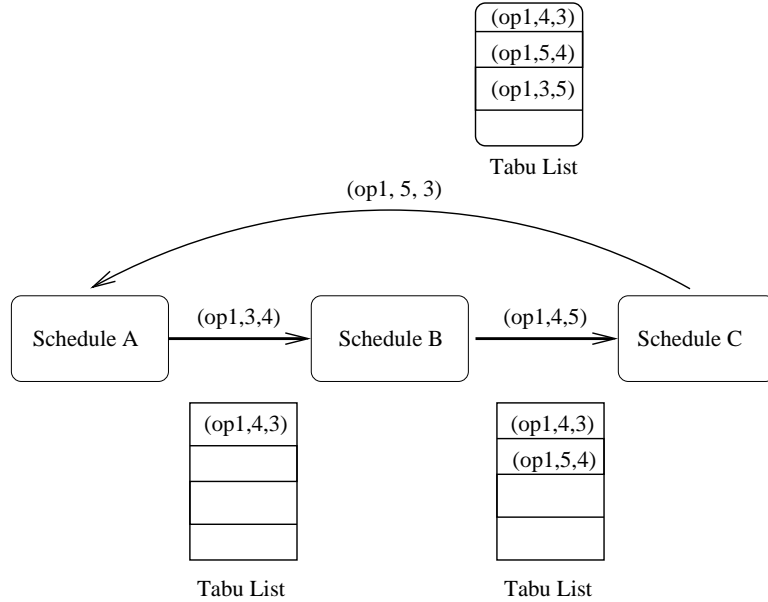 (op1,4,3)
(op1,5,4)
(op1,3,5)
Tabu List
(op1, 5, 3)
(op1,3,4)
(op1,4,5)
Schedule A
Schedule B
Schedule C
(op1,4,3)
(op1,4,3)
(op1,5,4)
Tabu List
Tabu List